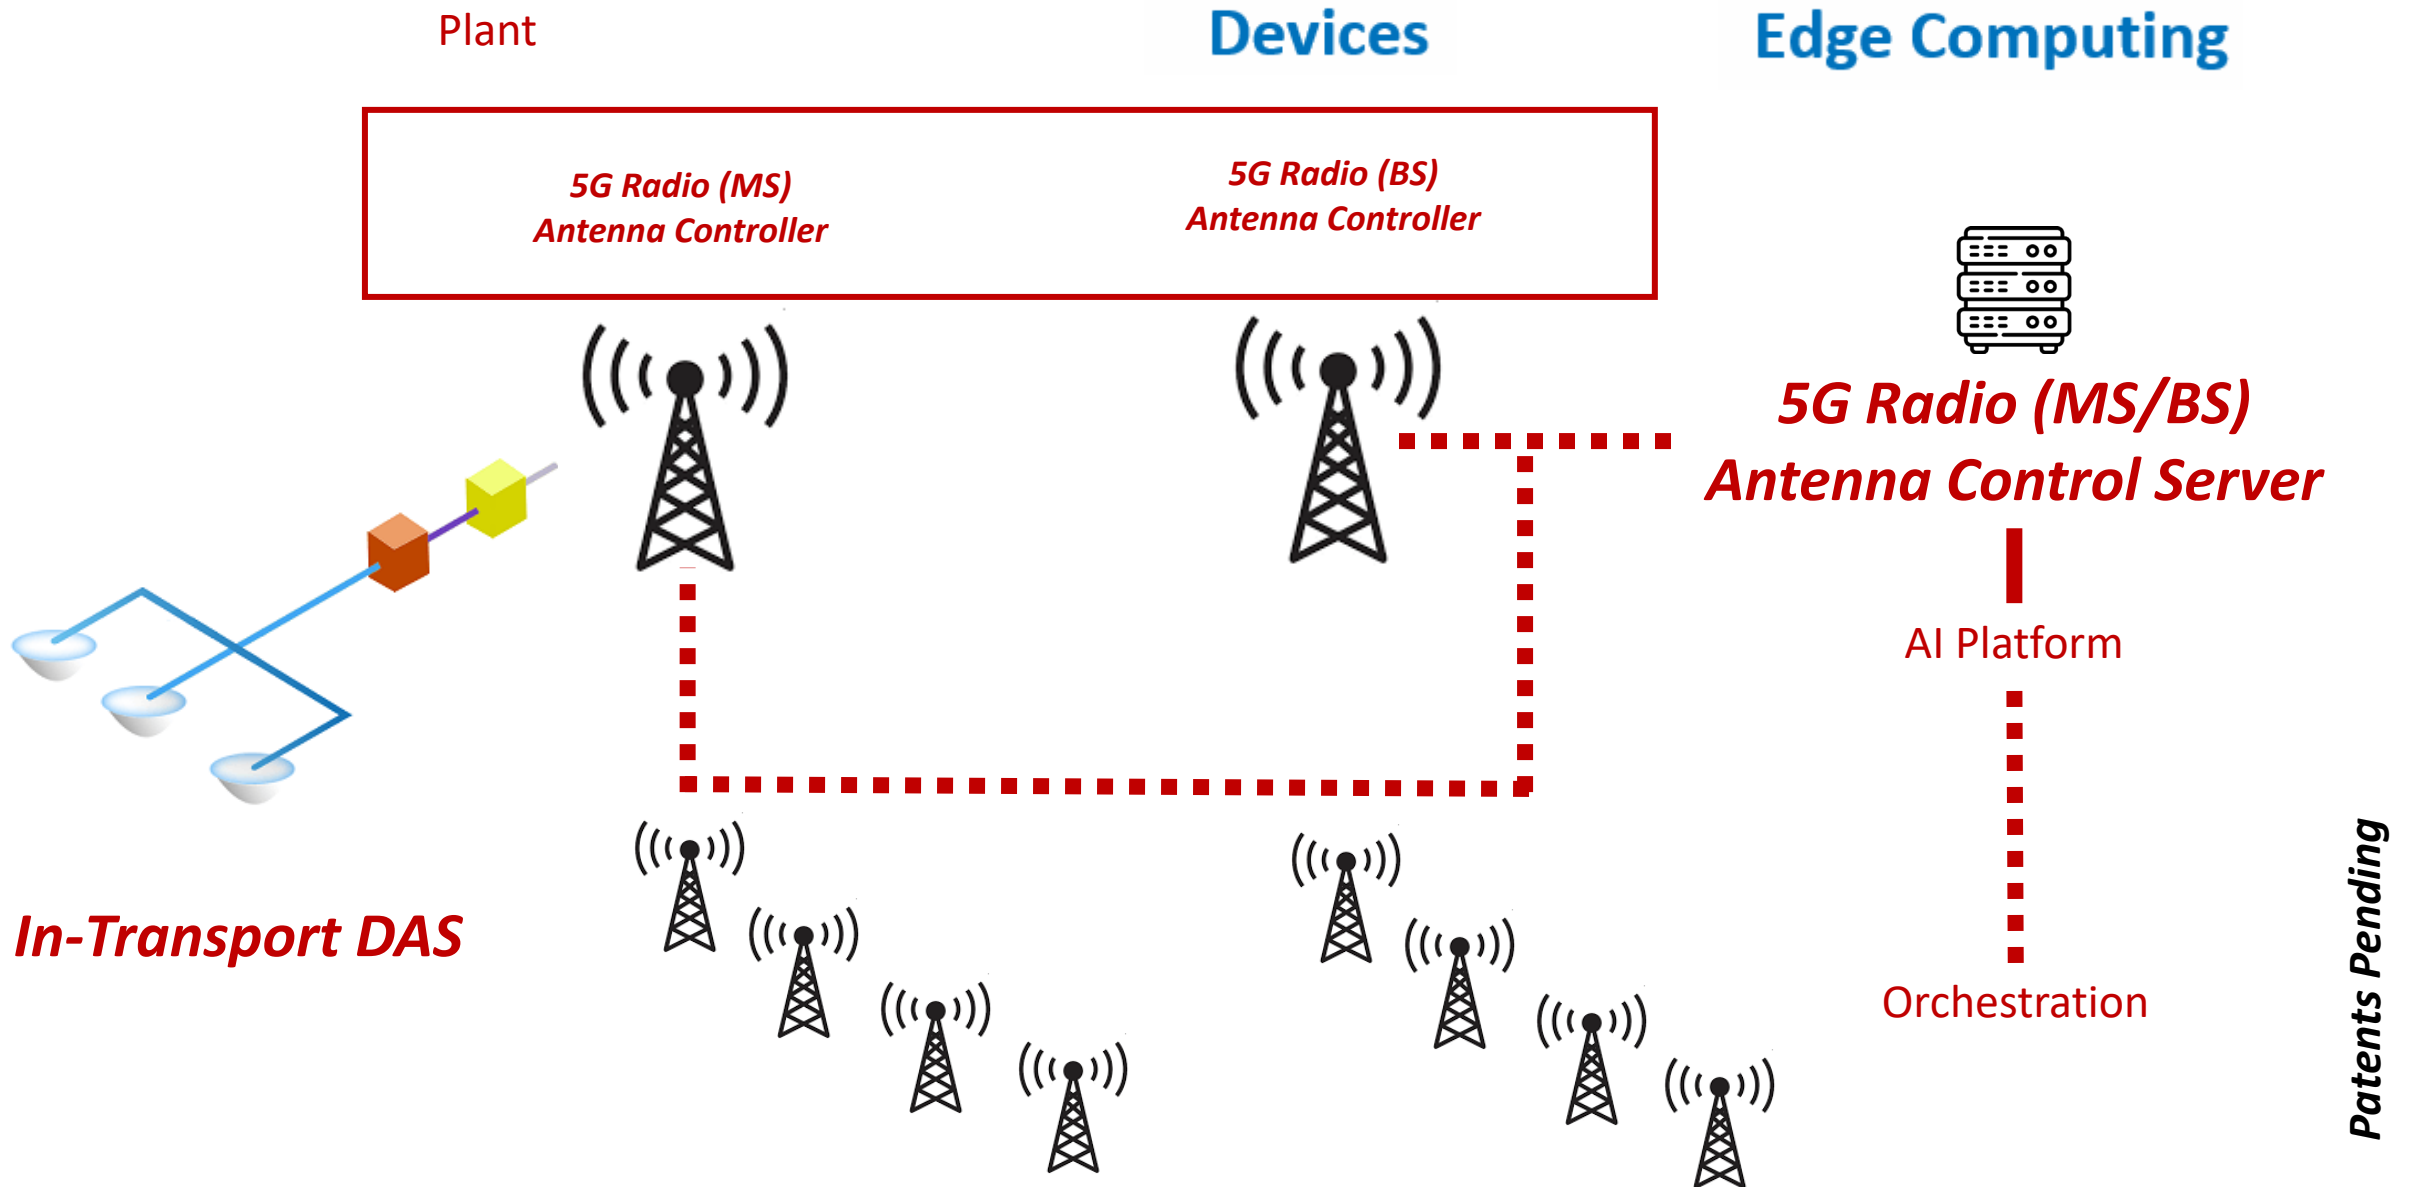 Plant
Devices
Edge Computing
5G Radio (MS)
Antenna Controller
5G Radio (BS)
Antenna Controller
5G Radio (MS/BS)
Antenna Control Server
AI Platform
In-Transport DAS
Orchestration
Patents Pending